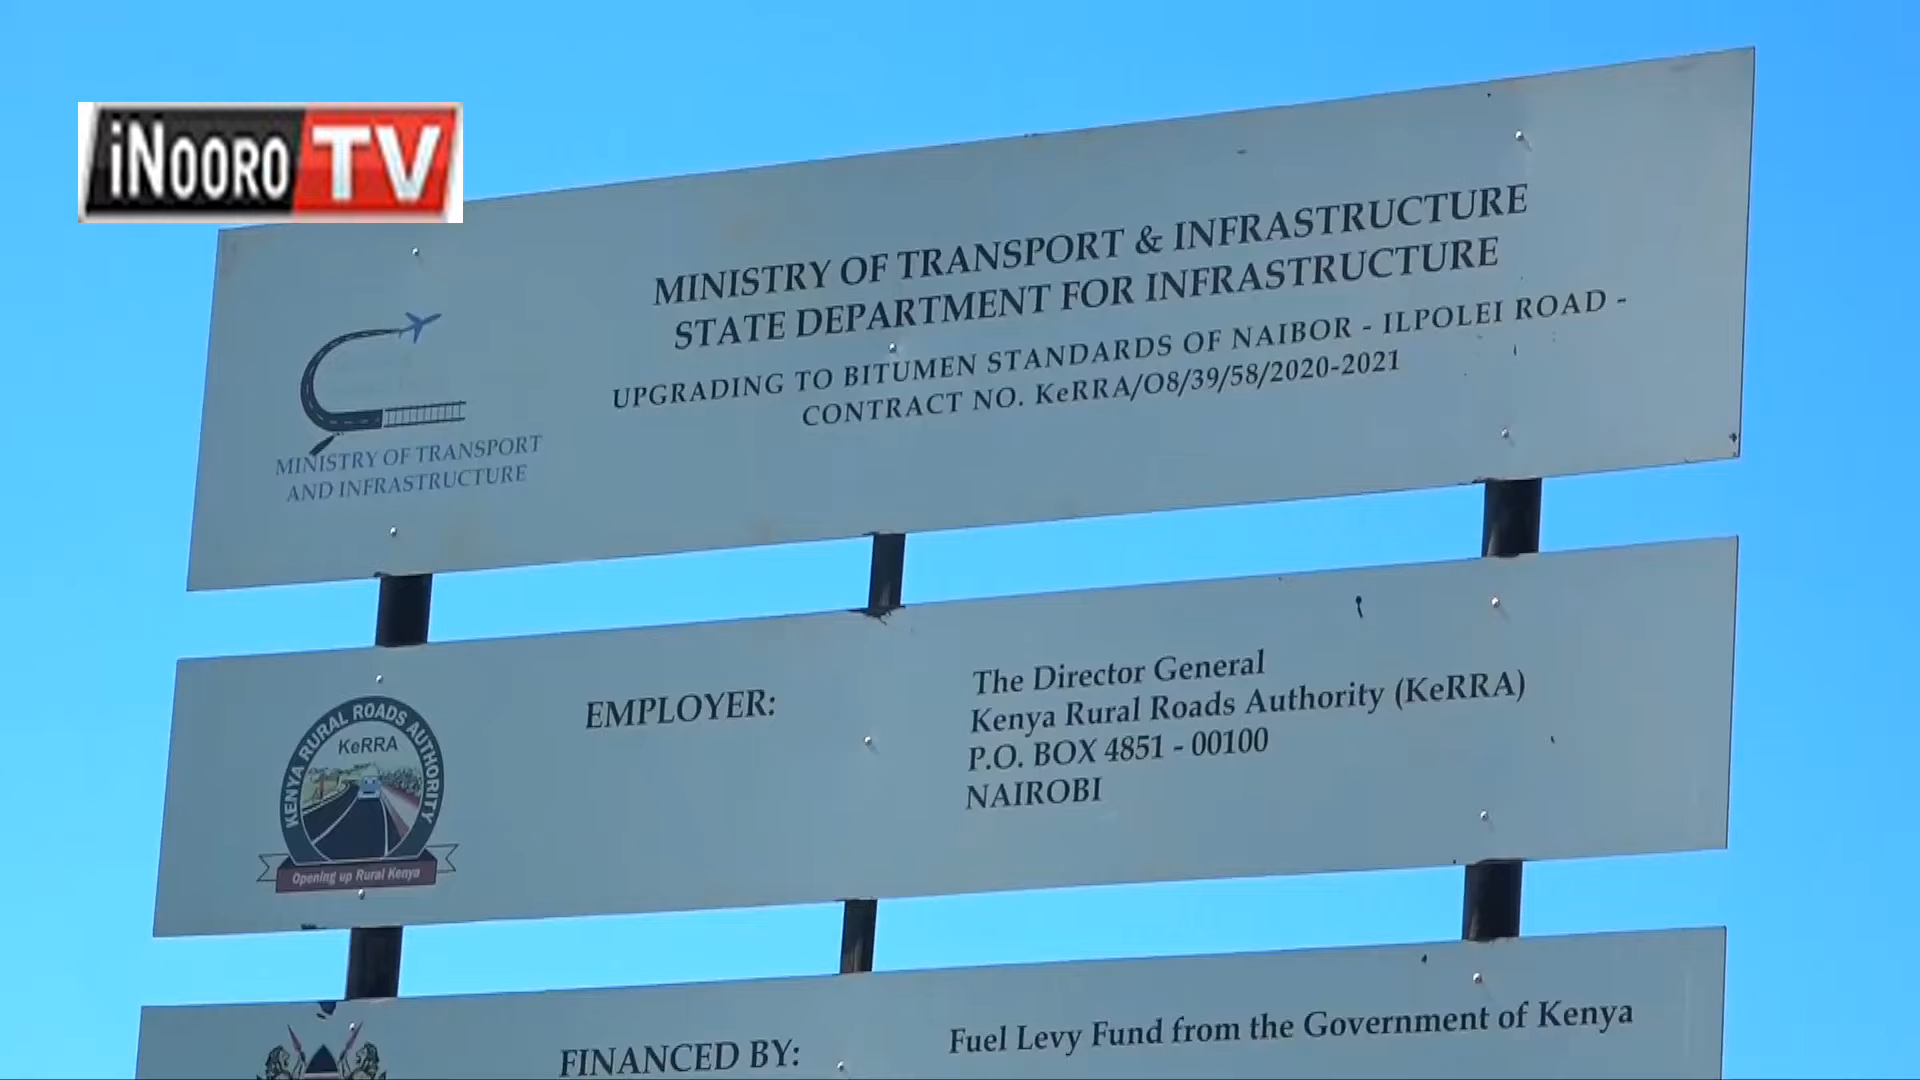 iNOORO TV
MINISTRY OF TRANSPORT & INFRASTRUCTURE
STATE DEPARTMENT FOR INFRASTRUCTURE
UPGRADING TO BITUMEN STANDARDS OF NAIBOR - ILPOLEI ROAD -
CONTRACT NO. KeRRA/O8/39/58/2020-2021
MINISTRY OF TRANSPORT
AND INFRASTRUCTURE
KENYA RURAL ROADS AUTHORITY
KeRRA
Opening up Rural Kenya
EMPLOYER:
The Director General
Kenya Rural Roads Authority (KeRRA)
P.O. BOX 4851 - 00100
NAIROBI
FINANCED BY:
Fuel Levy Fund from the Government of Kenya